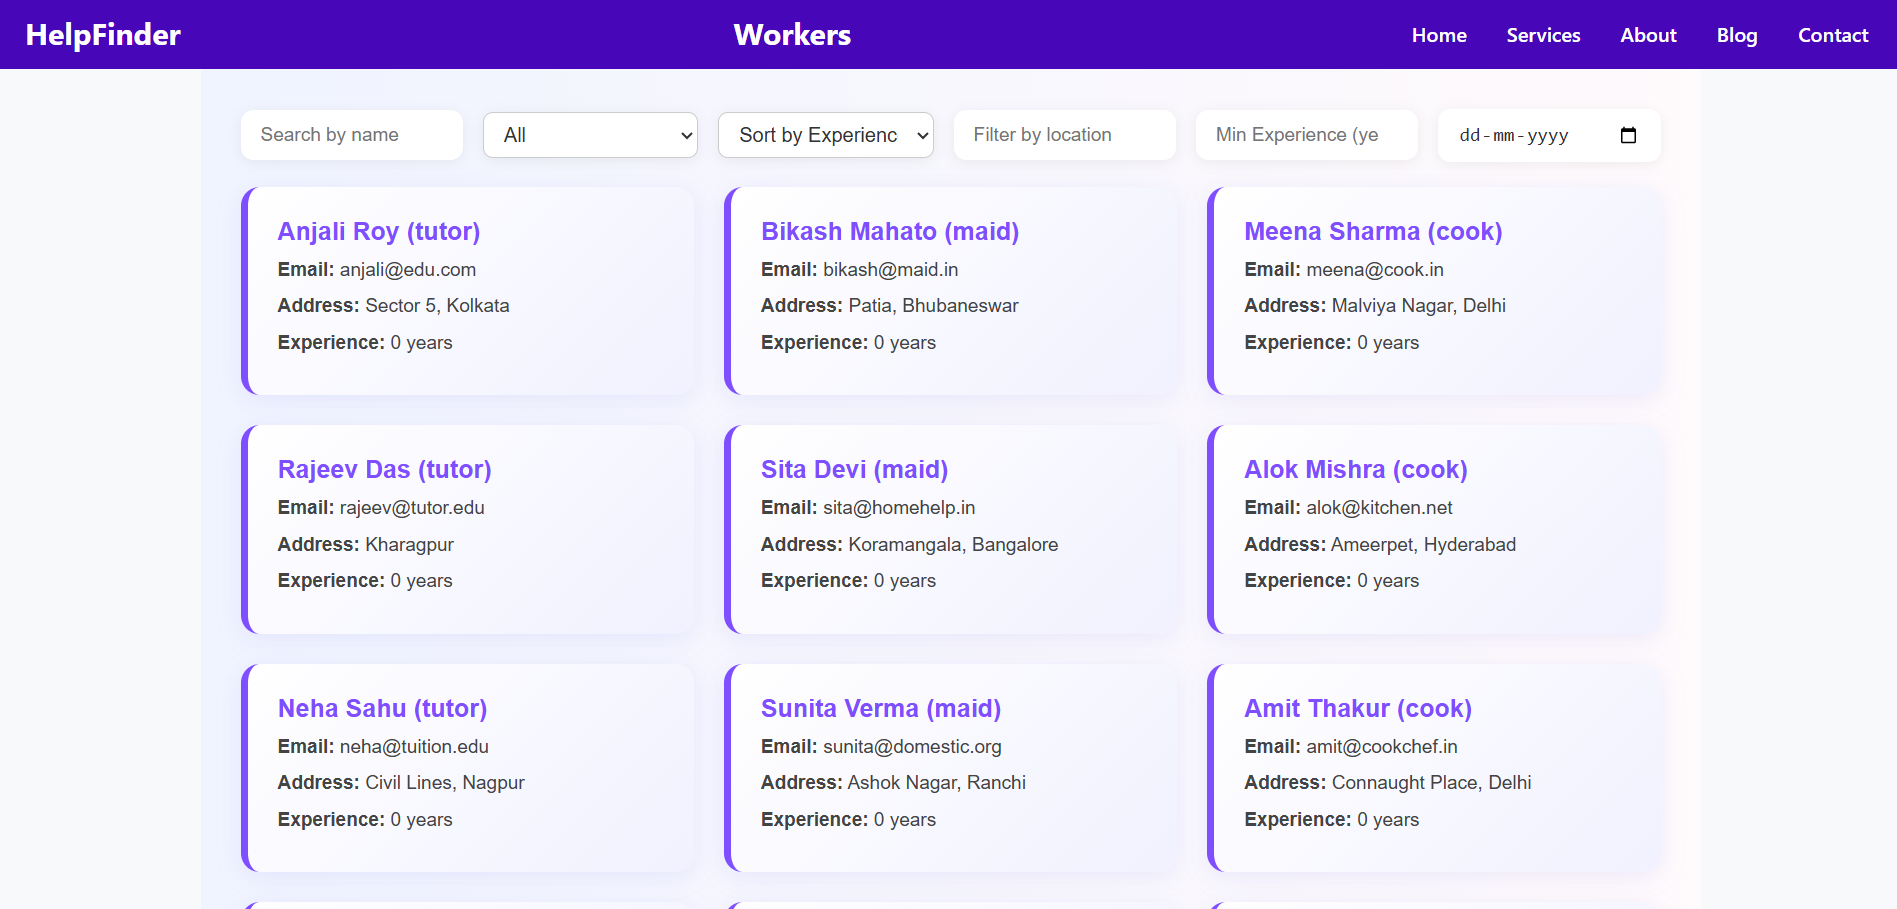 HelpFinder
Workers
Home Services About Blog Contact
Search by name
All
Sort by Experienc
Filter by location
Min Experience (ye
dd-mm-yyyy
Anjali Roy (tutor)
Email: anjali@edu.com
Address: Sector 5, Kolkata
Experience: 0 years
Bikash Mahato (maid)
Email: bikash@maid.in
Address: Patia, Bhubaneswar
Experience: 0 years
Meena Sharma (cook)
Email: meena@cook.in
Address: Malviya Nagar, Delhi
Experience: 0 years
Rajeev Das (tutor)
Email: rajeev@tutor.edu
Address: Kharagpur
Experience: 0 years
Sita Devi (maid)
Email: sita@homehelp.in
Address: Koramangala, Bangalore
Experience: 0 years
Alok Mishra (cook)
Email: alok@kitchen.net
Address: Ameerpet, Hyderabad
Experience: 0 years
Neha Sahu (tutor)
Email: neha@tuition.edu
Address: Civil Lines, Nagpur
Experience: 0 years
Sunita Verma (maid)
Email: sunita@domestic.org
Address: Ashok Nagar, Ranchi
Experience: 0 years
Amit Thakur (cook)
Email: amit@cookchef.in
Address: Connaught Place, Delhi
Experience: 0 years